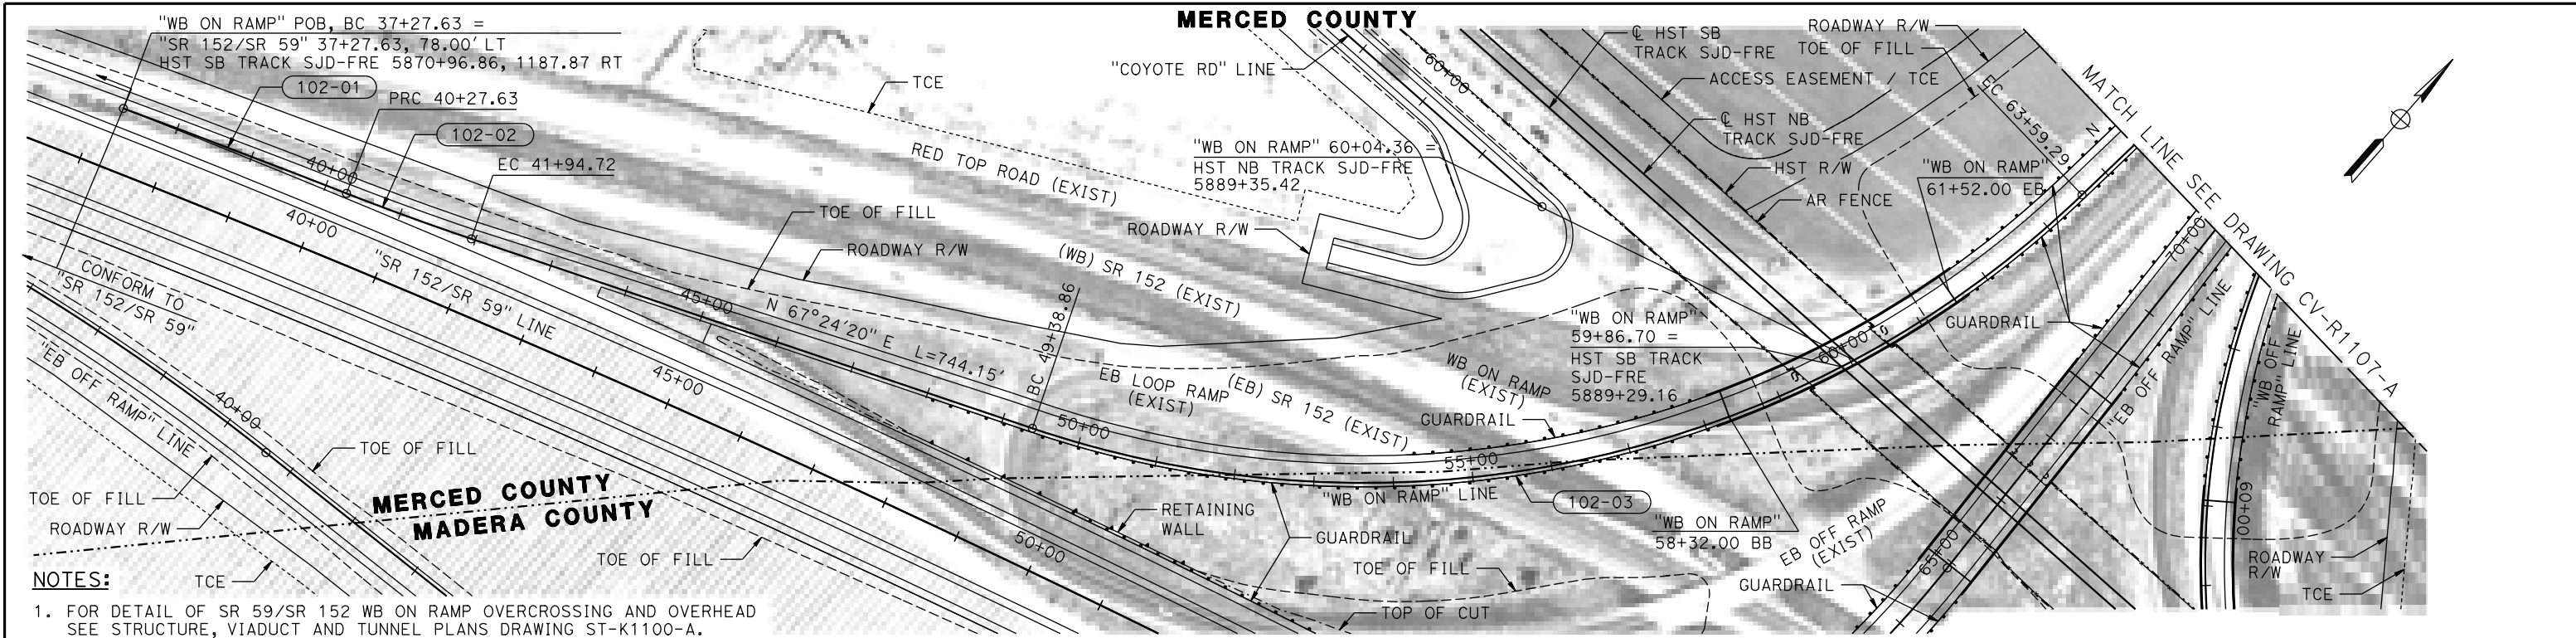 MERCED COUNTY
"WB ON RAMP" POB, BC 37+27.63 =
"SR 152/SR 59" 37+27.63, 78.00' LT
HST SB TRACK SJD-FRE 5870+96.86, 1187.87 RT
102-01
PRC 40+27.63
102-02
EC 41+94.72
40+00
40+00
"SR 152/SR 59" LINE
CONFORM TO
"SR 152/SR 59"
"EB OFF RAMP" LINE
40+00
TOE OF FILL
TOE OF FILL
ROADWAY R/W
TCE
MERCED COUNTY
MADERA COUNTY
TOE OF FILL
TCE
RED TOP ROAD (EXIST)
TOE OF FILL
ROADWAY R/W
45+00
N 67°24'20" E L=744.15'
45+00
BC 49+38.86
50+00
50+00
EB LOOP RAMP
(EXIST)
(WB) SR 152 (EXIST)
(EB) SR 152 (EXIST)
"COYOTE RD" LINE
60+00
"WB ON RAMP" 60+04.36 =
HST NB TRACK SJD-FRE
5889+35.42
ROADWAY R/W
℄ HST SB
TRACK SJD-FRE
ROADWAY R/W
TOE OF FILL
ACCESS EASEMENT / TCE
℄ HST NB
TRACK SJD-FRE
HST R/W
AR FENCE
EC 63+59.29
N
"WB ON RAMP"
61+52.00 EB
MATCH LINE SEE DRAWING CV-R1107-A
"WB ON RAMP"
59+86.70 =
HST SB TRACK
SJD-FRE
5889+29.16
WB ON RAMP
(EXIST)
GUARDRAIL
60+00
GUARDRAIL
70+00
"EB OFF RAMP" LINE
"WB OFF
RAMP" LINE
55+00
"WB ON RAMP" LINE
102-03
"WB ON RAMP"
58+32.00 BB
RETAINING
WALL
GUARDRAIL
TOE OF FILL
TOP OF CUT
EB OFF RAMP
(EXIST)
GUARDRAIL
65+00
60+00
ROADWAY
R/W
TCE
NOTES:
1. FOR DETAIL OF SR 59/SR 152 WB ON RAMP OVERCROSSING AND OVERHEAD
SEE STRUCTURE, VIADUCT AND TUNNEL PLANS DRAWING ST-K1100-A.